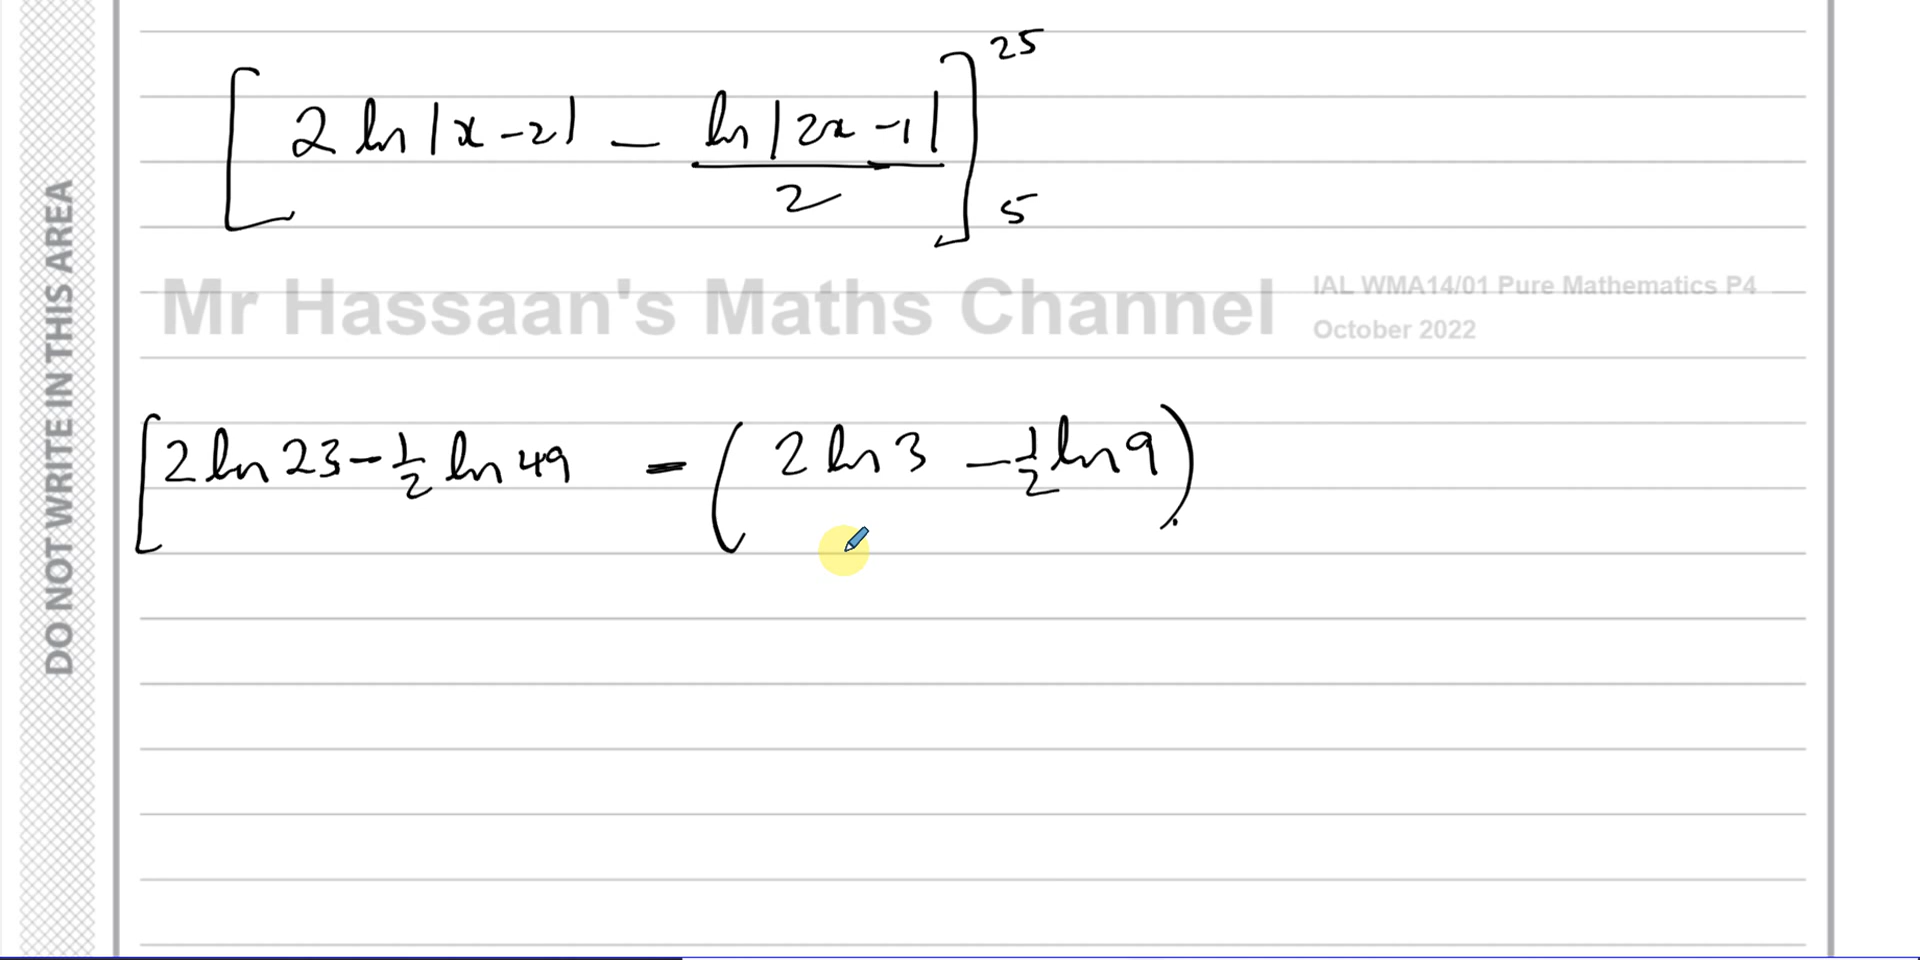 [2 ln|x-2| - ln|2x-1|/2]²⁵₅
Mr Hassaan's Maths Channel
IAL WMA14/01 Pure Mathematics P4
October 2022
[2 ln 23 - 1/2 ln 49 - (2 ln 3 - 1/2 ln 9)
DO NOT WRITE IN THIS AREA